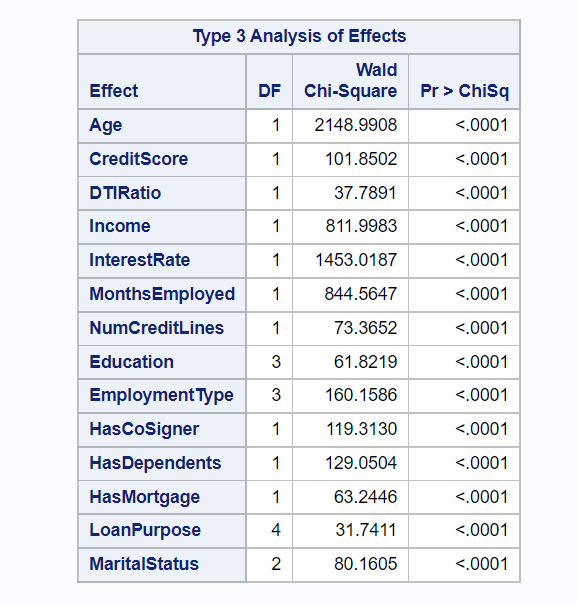 Type 3 Analysis of Effects
Wald
Effect DF Chi-Square Pr > ChiSq
Age 1 2148.9908 <.0001
CreditScore 1 101.8502 <.0001
DTIRatio 1 37.7891 <.0001
Income 1 811.9983 <.0001
InterestRate 1 1453.0187 <.0001
MonthsEmployed 1 844.5647 <.0001
NumCreditLines 1 73.3652 <.0001
Education 3 61.8219 <.0001
EmploymentType 3 160.1586 <.0001
HasCoSigner 1 119.3130 <.0001
HasDependents 1 129.0504 <.0001
HasMortgage 1 63.2446 <.0001
LoanPurpose 4 31.7411 <.0001
MaritalStatus 2 80.1605 <.0001